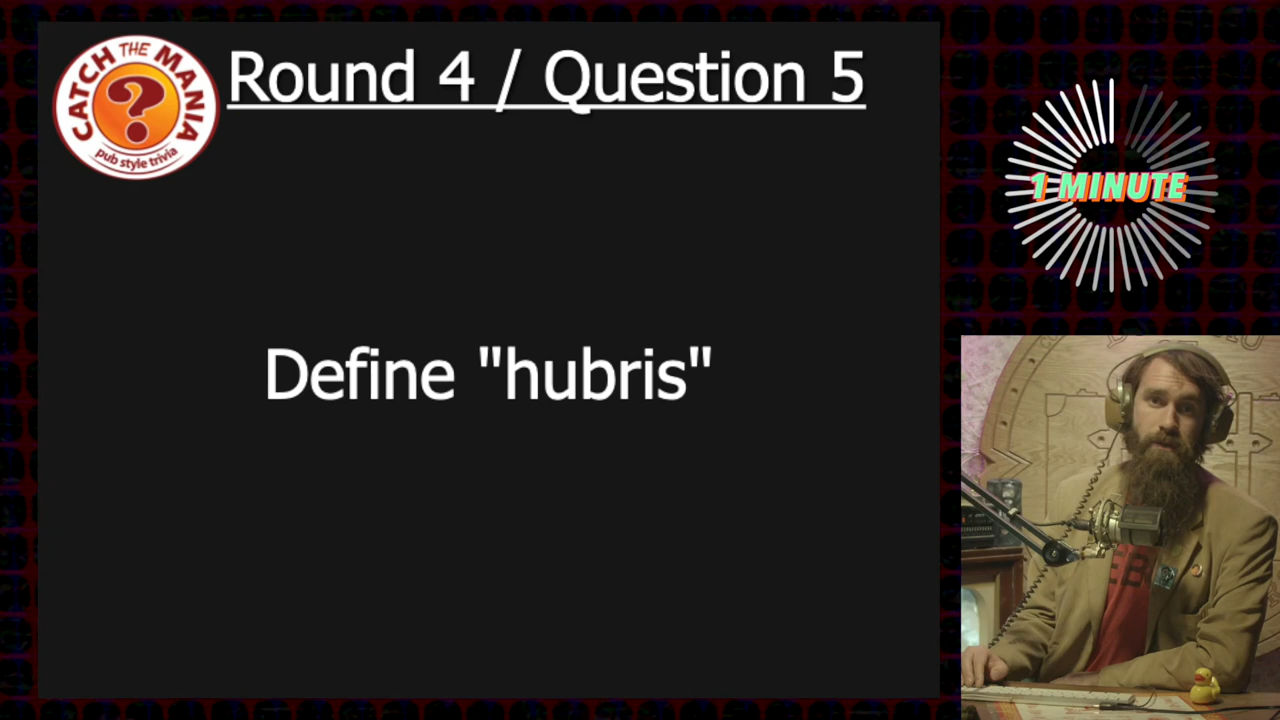 CATCH THE MANIA
?
pub style trivia
Round 4 / Question 5
1 MINUTE
Define "hubris"